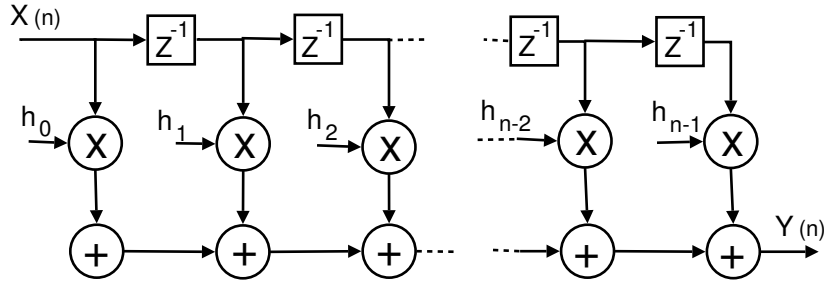 X(n)
Z⁻¹ Z⁻¹ Z⁻¹ Z⁻¹
h₀ h₁ h₂ hₙ₋₂ hₙ₋₁
X X X X X
+ + + + +
Y(n)